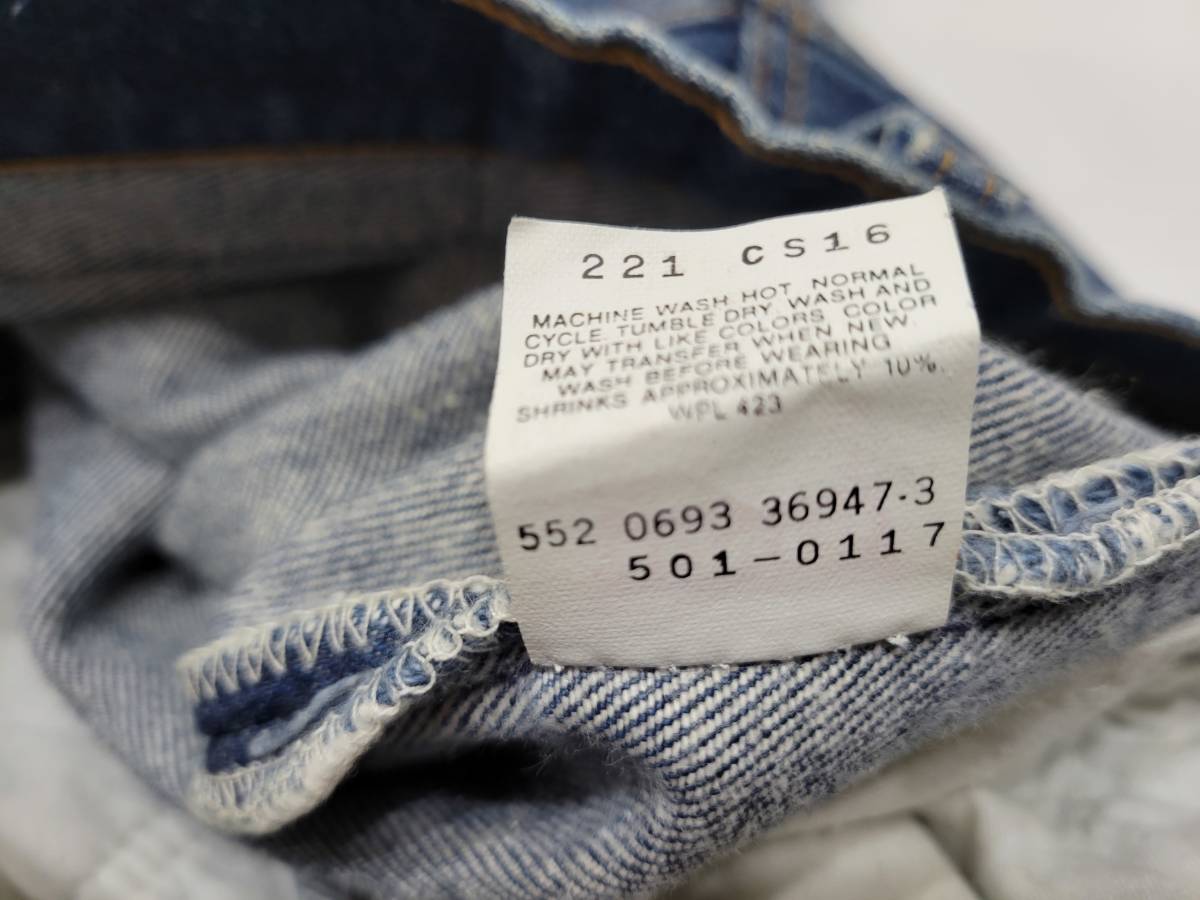 221 CS16
MACHINE WASH HOT NORMAL
CYCLE. TUMBLE DRY. WASH AND
DRY WITH LIKE COLORS. COLOR
MAY TRANSFER WHEN NEW.
WASH BEFORE WEARING
SHRINKS APPROXIMATELY 10%.
WPL 423
552 0693 36947·3
501-0117